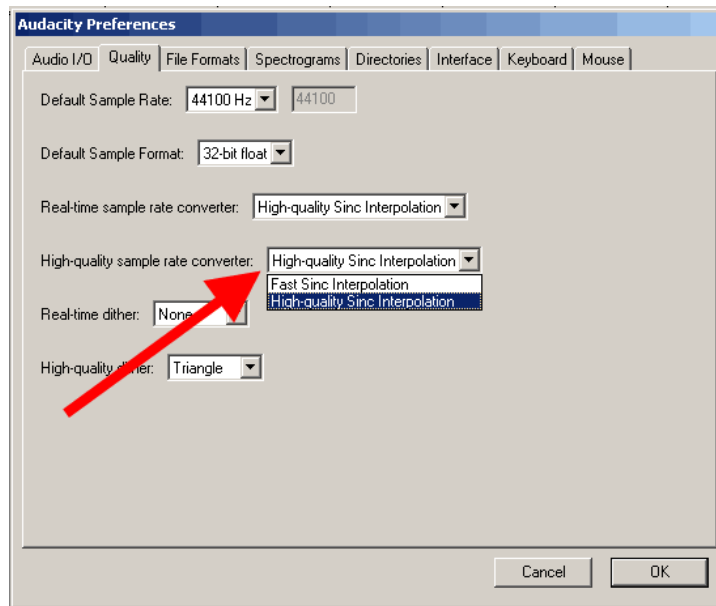 Audacity Preferences
Audio I/O Quality File Formats Spectrograms Directories Interface Keyboard Mouse
Default Sample Rate: 44100 Hz 44100
Default Sample Format: 32-bit float
Real-time sample rate converter: High-quality Sinc Interpolation
High-quality sample rate converter: High-quality Sinc Interpolation
Fast Sinc Interpolation
High-quality Sinc Interpolation
Real-time dither: None
High-quality dither: Triangle
Cancel OK